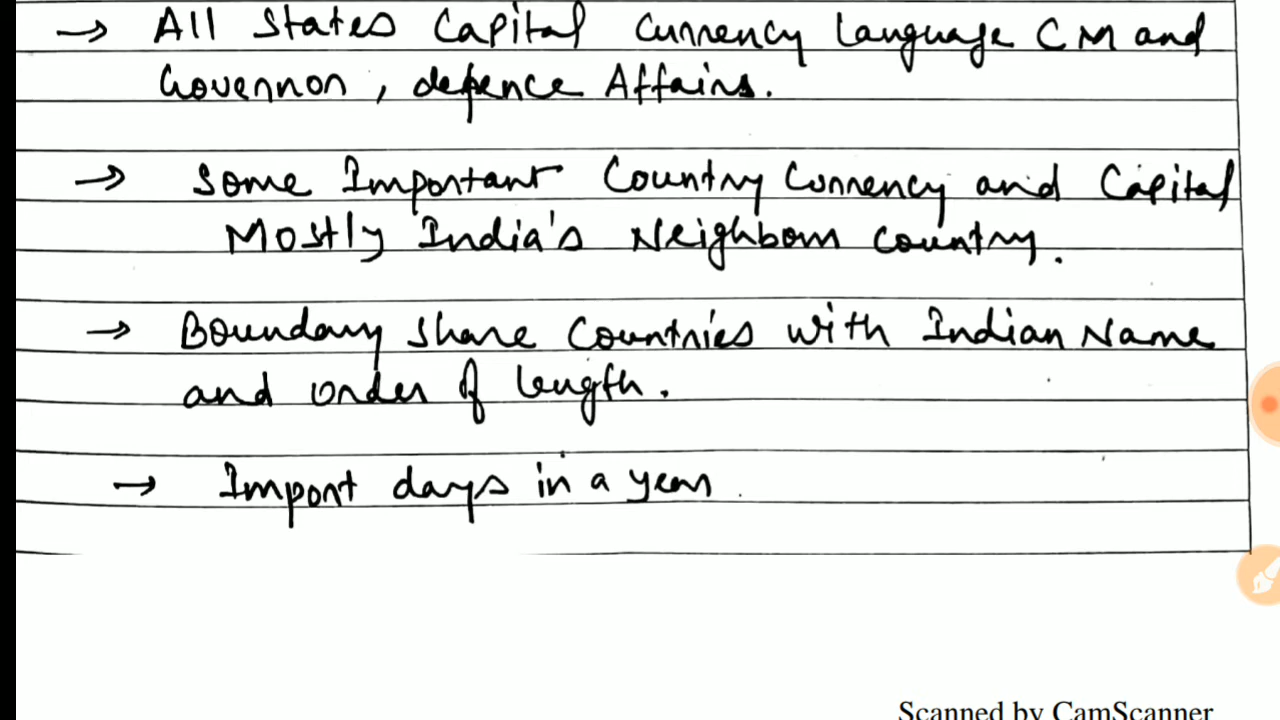 → All States Capital Currency Language CM and
Governor, defence Affairs.
→ Some Important Country Currency and Capital
Mostly India's Neighbour Country.
→ Boundary Share Countries with Indian Name
and order of length.
→ Import days in a year
Scanned by CamScanner